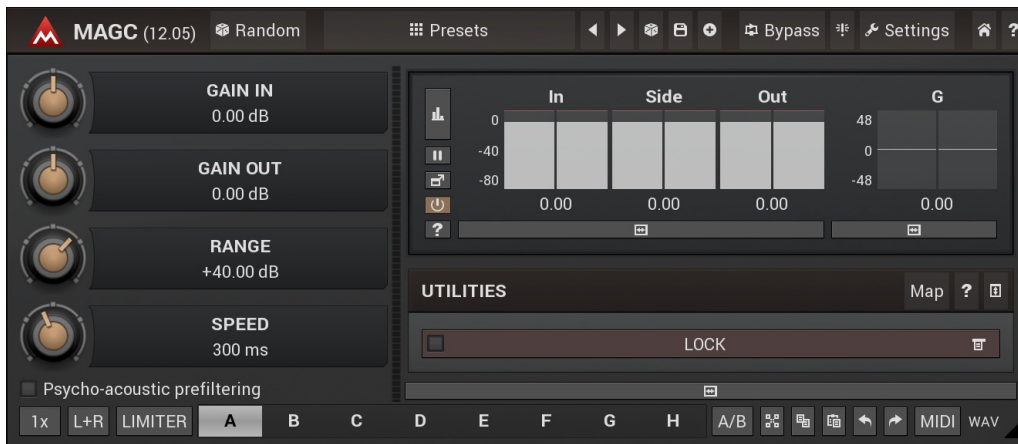 MAGC (12.05) Random Presets Bypass Settings ?
GAIN IN
0.00 dB
GAIN OUT
0.00 dB
RANGE
+40.00 dB
SPEED
300 ms
Psycho-acoustic prefiltering
In Side Out G
0 48
-40 0
-80 -48
0.00 0.00 0.00 0.00
?
UTILITIES Map ?
LOCK
1x L+R LIMITER A B C D E F G H A/B MIDI WAV